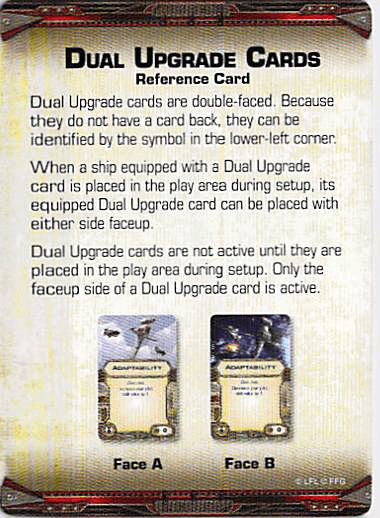 DUAL UPGRADE CARDS
Reference Card
Dual Upgrade cards are double-faced. Because
they do not have a card back, they can be
identified by the symbol in the lower-left corner.
When a ship equipped with a Dual Upgrade
card is placed in the play area during setup, its
equipped Dual Upgrade card can be placed with
either side faceup.
Dual Upgrade cards are not active until they are
placed in the play area during setup. Only the
faceup side of a Dual Upgrade card is active.
ADAPTABILITY
ADAPTABILITY
Face A
Face B
© LFL © FFG